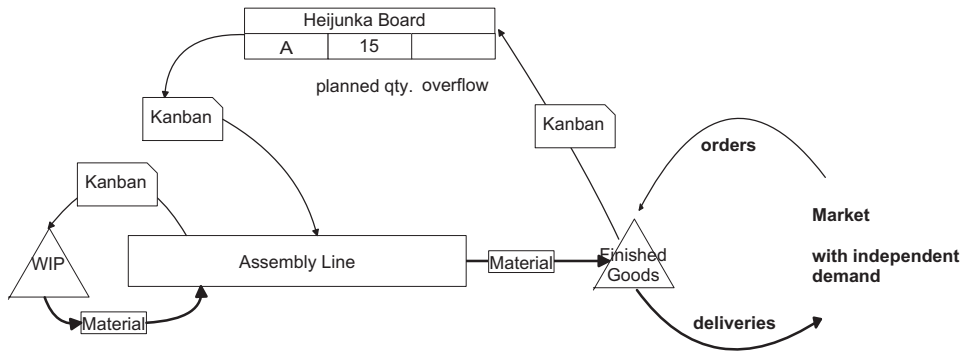 Heijunka Board
A 15
planned qty. overflow
Kanban
Kanban
orders
Kanban
Market
with independent
demand
WIP
Assembly Line
Material
Finished
Goods
Material
deliveries